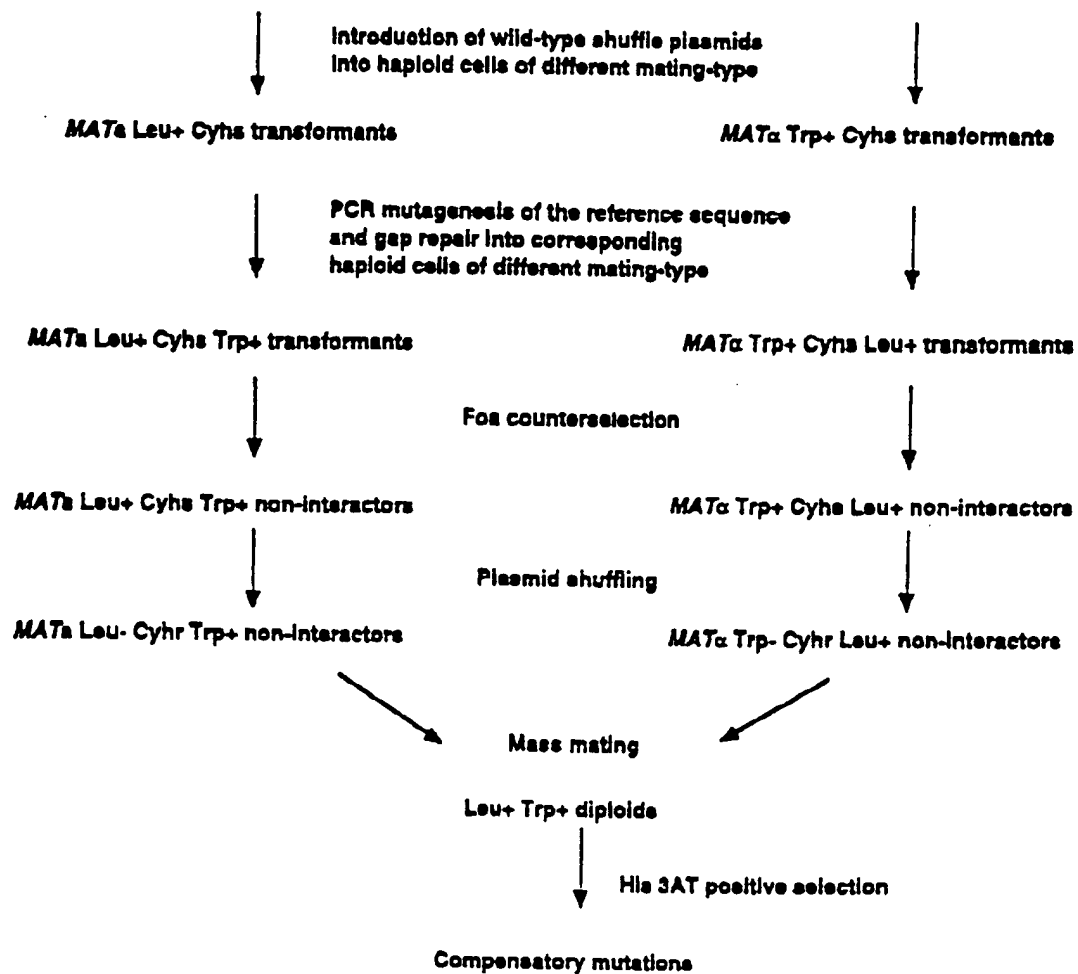 Introduction of wild-type shuffle plasmids
into haploid cells of different mating-type
MATa Leu+ Cyhs transformants
MATα Trp+ Cyhs transformants
PCR mutagenesis of the reference sequence
and gap repair into corresponding
haploid cells of different mating-type
MATa Leu+ Cyhs Trp+ transformants
MATα Trp+ Cyhs Leu+ transformants
Foa counterselection
MATa Leu+ Cyhs Trp+ non-interactors
MATα Trp+ Cyhs Leu+ non-interactors
Plasmid shuffling
MATa Leu- Cyhr Trp+ non-interactors
MATα Trp- Cyhr Leu+ non-interactors
Mass mating
Leu+ Trp+ diploids
His 3AT positive selection
Compensatory mutations